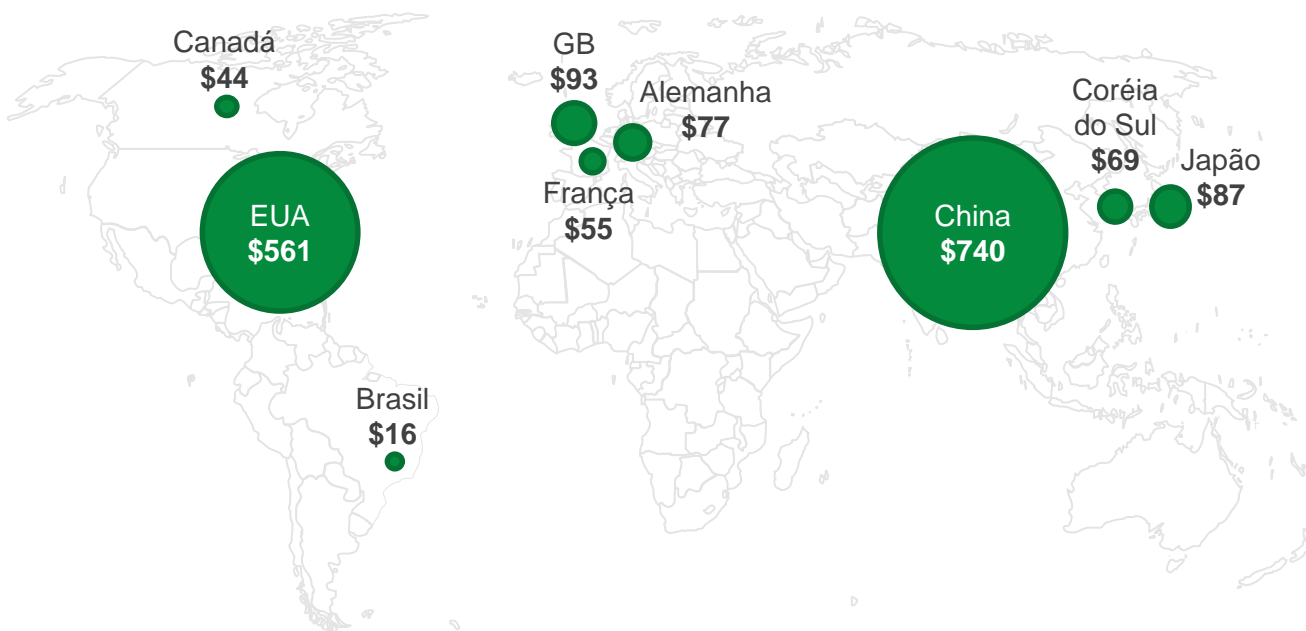 Canadá
$44
GB
$93
Alemanha
$77
França
$55
Coréia
do Sul
$69
Japão
$87
EUA
$561
China
$740
Brasil
$16